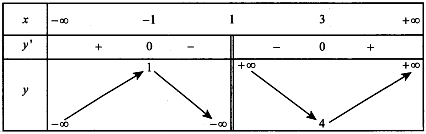 x −∞ −1 1 3 +∞
y' + 0 − − 0 +
1 +∞ +∞
y
−∞ −∞ 4